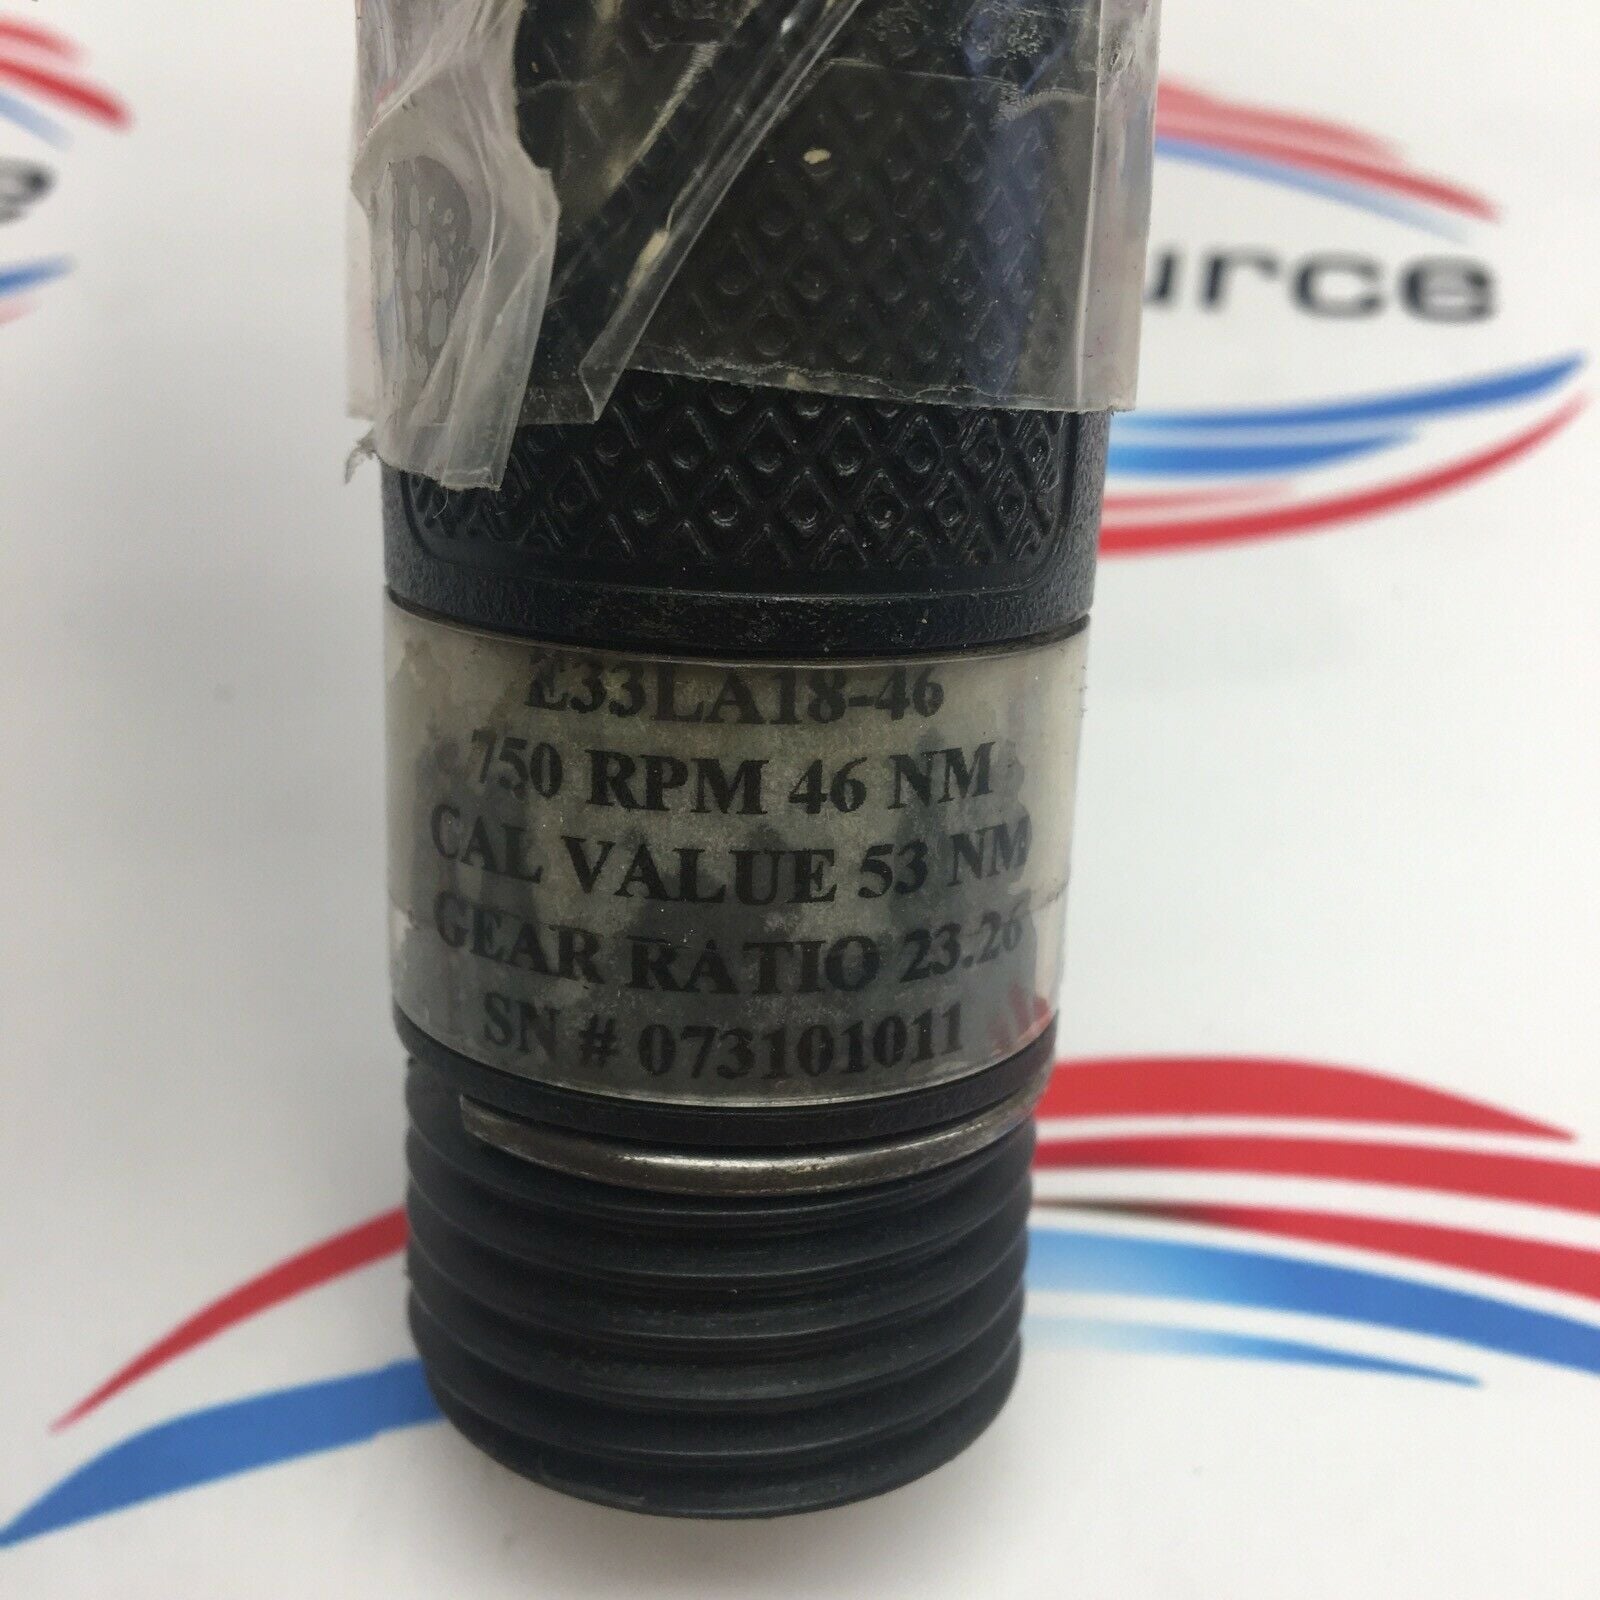 E33LA18-46
750 RPM 46 NM
CAL VALUE 53 NM
GEAR RATIO 23.26
SN # 073101011